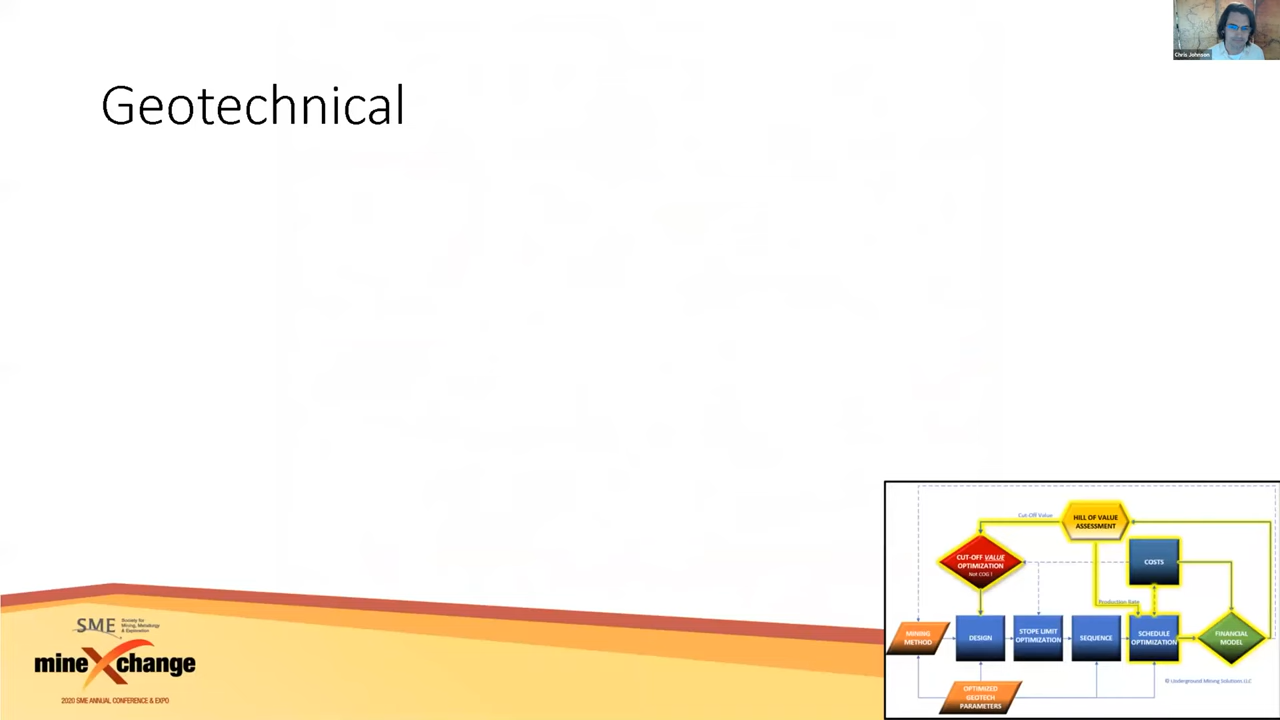 Chris Johnson
Geotechnical
Cut-Off Value
HILL OF VALUE
ASSESSMENT
CUT-OFF VALUE
OPTIMIZATION
Not COG !
COSTS
Production Rate
MINING
METHOD
DESIGN
STOPE LIMIT
OPTIMIZATION
SEQUENCE
SCHEDULE
OPTIMIZATION
FINANCIAL
MODEL
OPTIMIZED
GEOTECH
PARAMETERS
© Underground Mining Solutions, LLC
SME
Society for
Mining, Metallurgy
& Exploration
mineXchange
2020 SME ANNUAL CONFERENCE & EXPO